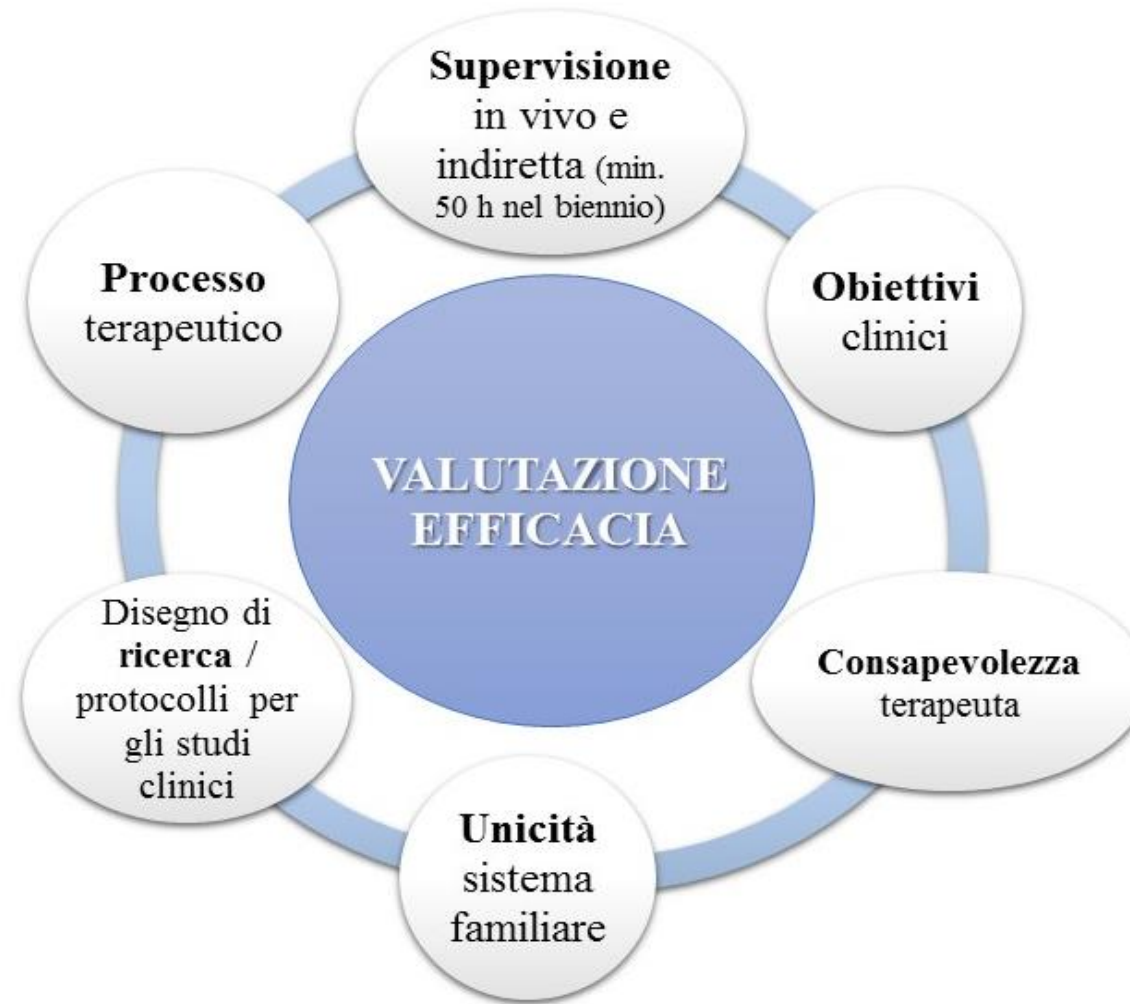 Supervisione
in vivo e
indiretta (min.
50 h nel biennio)
Obiettivi
clinici
Consapevolezza
terapeuta
Unicità
sistema
familiare
Disegno di
ricerca /
protocolli per
gli studi
clinici
Processo
terapeutico
VALUTAZIONE
EFFICACIA